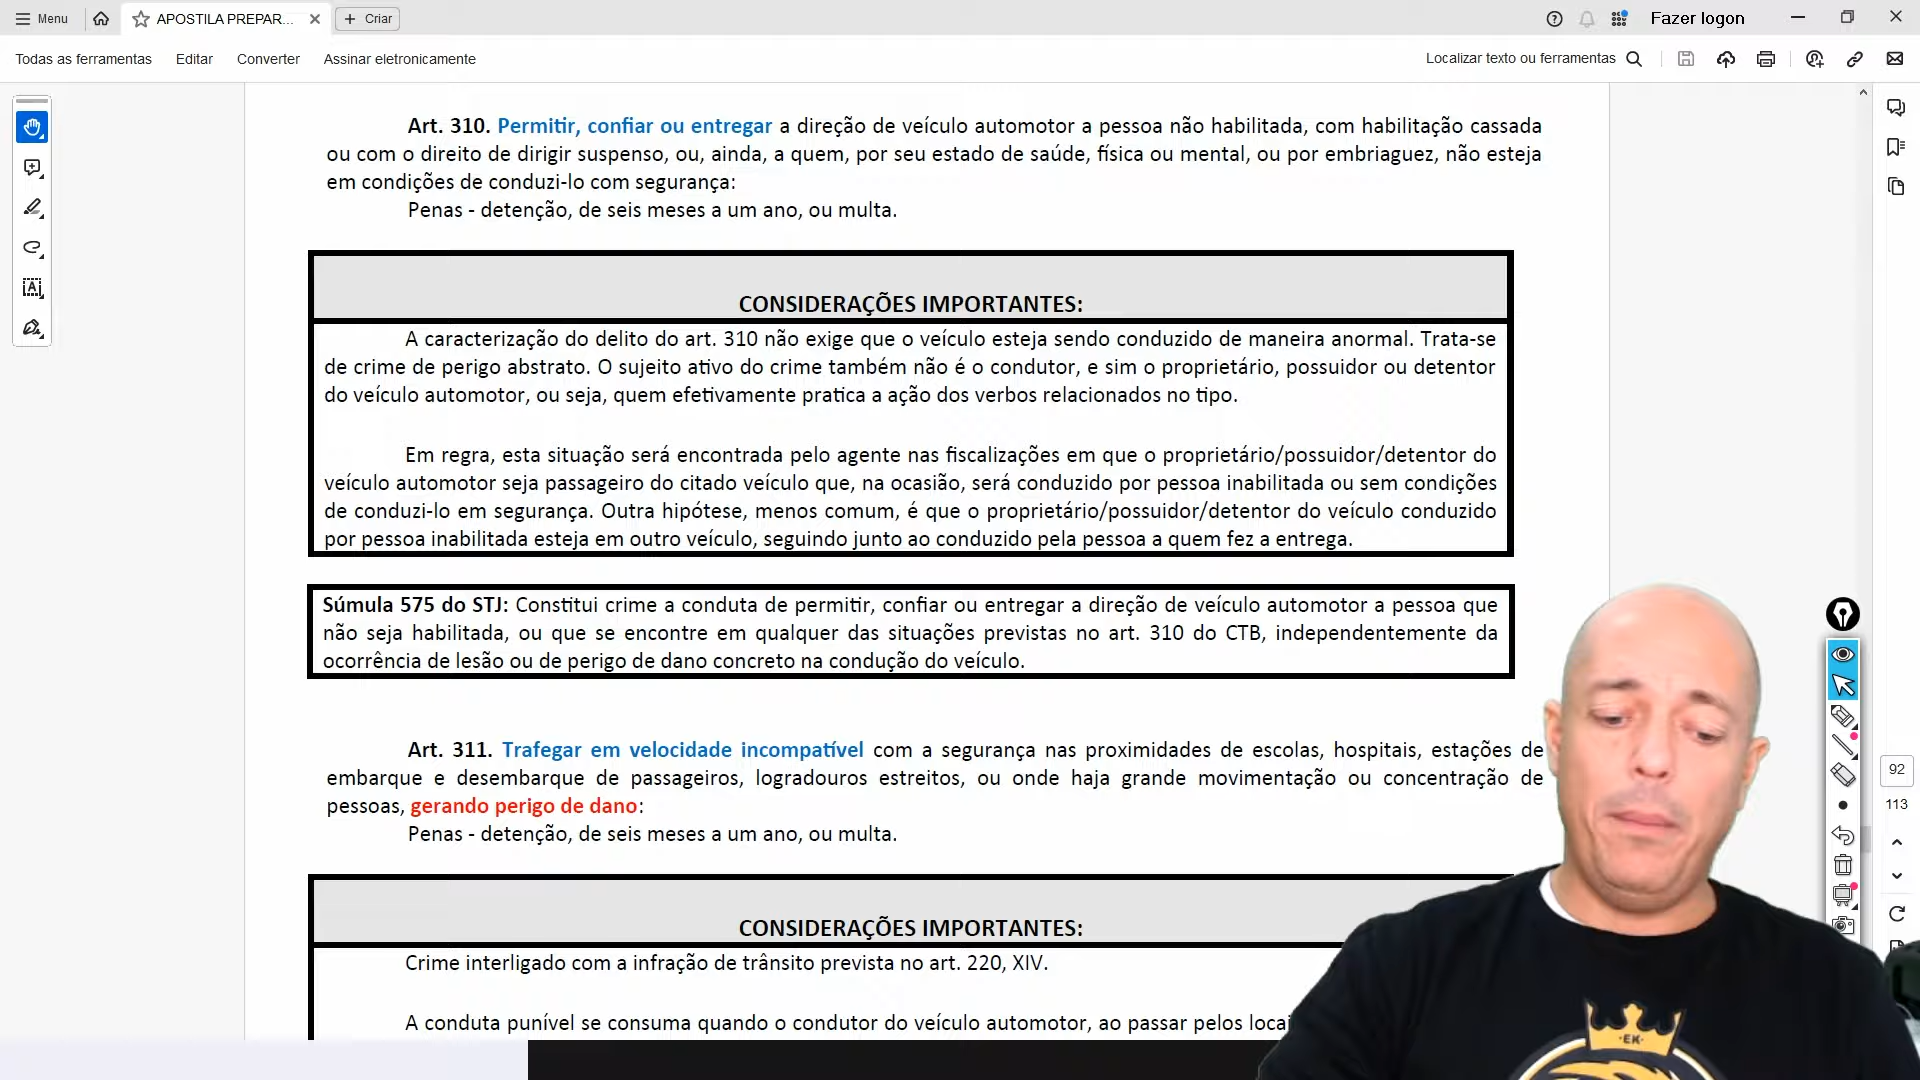 Menu
APOSTILA PREPAR...
Criar
Fazer logon
Todas as ferramentas
Editar
Converter
Assinar eletronicamente
Localizar texto ou ferramentas
Art. 310. Permitir, confiar ou entregar a direção de veículo automotor a pessoa não habilitada, com habilitação cassada
ou com o direito de dirigir suspenso, ou, ainda, a quem, por seu estado de saúde, física ou mental, ou por embriaguez, não esteja
em condições de conduzi-lo com segurança:
Penas - detenção, de seis meses a um ano, ou multa.
CONSIDERAÇÕES IMPORTANTES:
A caracterização do delito do art. 310 não exige que o veículo esteja sendo conduzido de maneira anormal. Trata-se
de crime de perigo abstrato. O sujeito ativo do crime também não é o condutor, e sim o proprietário, possuidor ou detentor
do veículo automotor, ou seja, quem efetivamente pratica a ação dos verbos relacionados no tipo.
Em regra, esta situação será encontrada pelo agente nas fiscalizações em que o proprietário/possuidor/detentor do
veículo automotor seja passageiro do citado veículo que, na ocasião, será conduzido por pessoa inabilitada ou sem condições
de conduzi-lo em segurança. Outra hipótese, menos comum, é que o proprietário/possuidor/detentor do veículo conduzido
por pessoa inabilitada esteja em outro veículo, seguindo junto ao conduzido pela pessoa a quem fez a entrega.
Súmula 575 do STJ: Constitui crime a conduta de permitir, confiar ou entregar a direção de veículo automotor a pessoa que
não seja habilitada, ou que se encontre em qualquer das situações previstas no art. 310 do CTB, independentemente da
ocorrência de lesão ou de perigo de dano concreto na condução do veículo.
Art. 311. Trafegar em velocidade incompatível com a segurança nas proximidades de escolas, hospitais, estações de
embarque e desembarque de passageiros, logradouros estreitos, ou onde haja grande movimentação ou concentração de
pessoas, gerando perigo de dano:
Penas - detenção, de seis meses a um ano, ou multa.
CONSIDERAÇÕES IMPORTANTES:
Crime interligado com a infração de trânsito prevista no art. 220, XIV.
A conduta punível se consuma quando o condutor do veículo automotor, ao passar pelos locai
92
113
EK